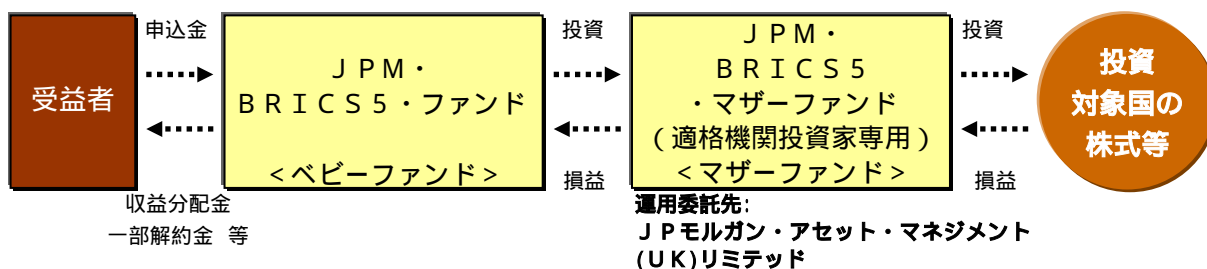 受益者
申込金
収益分配金
一部解約金 等
ＪＰＭ・
ＢＲＩＣＳ５・ファンド
<ベビーファンド>
投資
損益
ＪＰＭ・
ＢＲＩＣＳ５
・マザーファンド
(適格機関投資家専用)
<マザーファンド>
運用委託先:
ＪＰモルガン・アセット・マネジメント
(ＵＫ)リミテッド
投資
損益
投資
対象国の
株式等